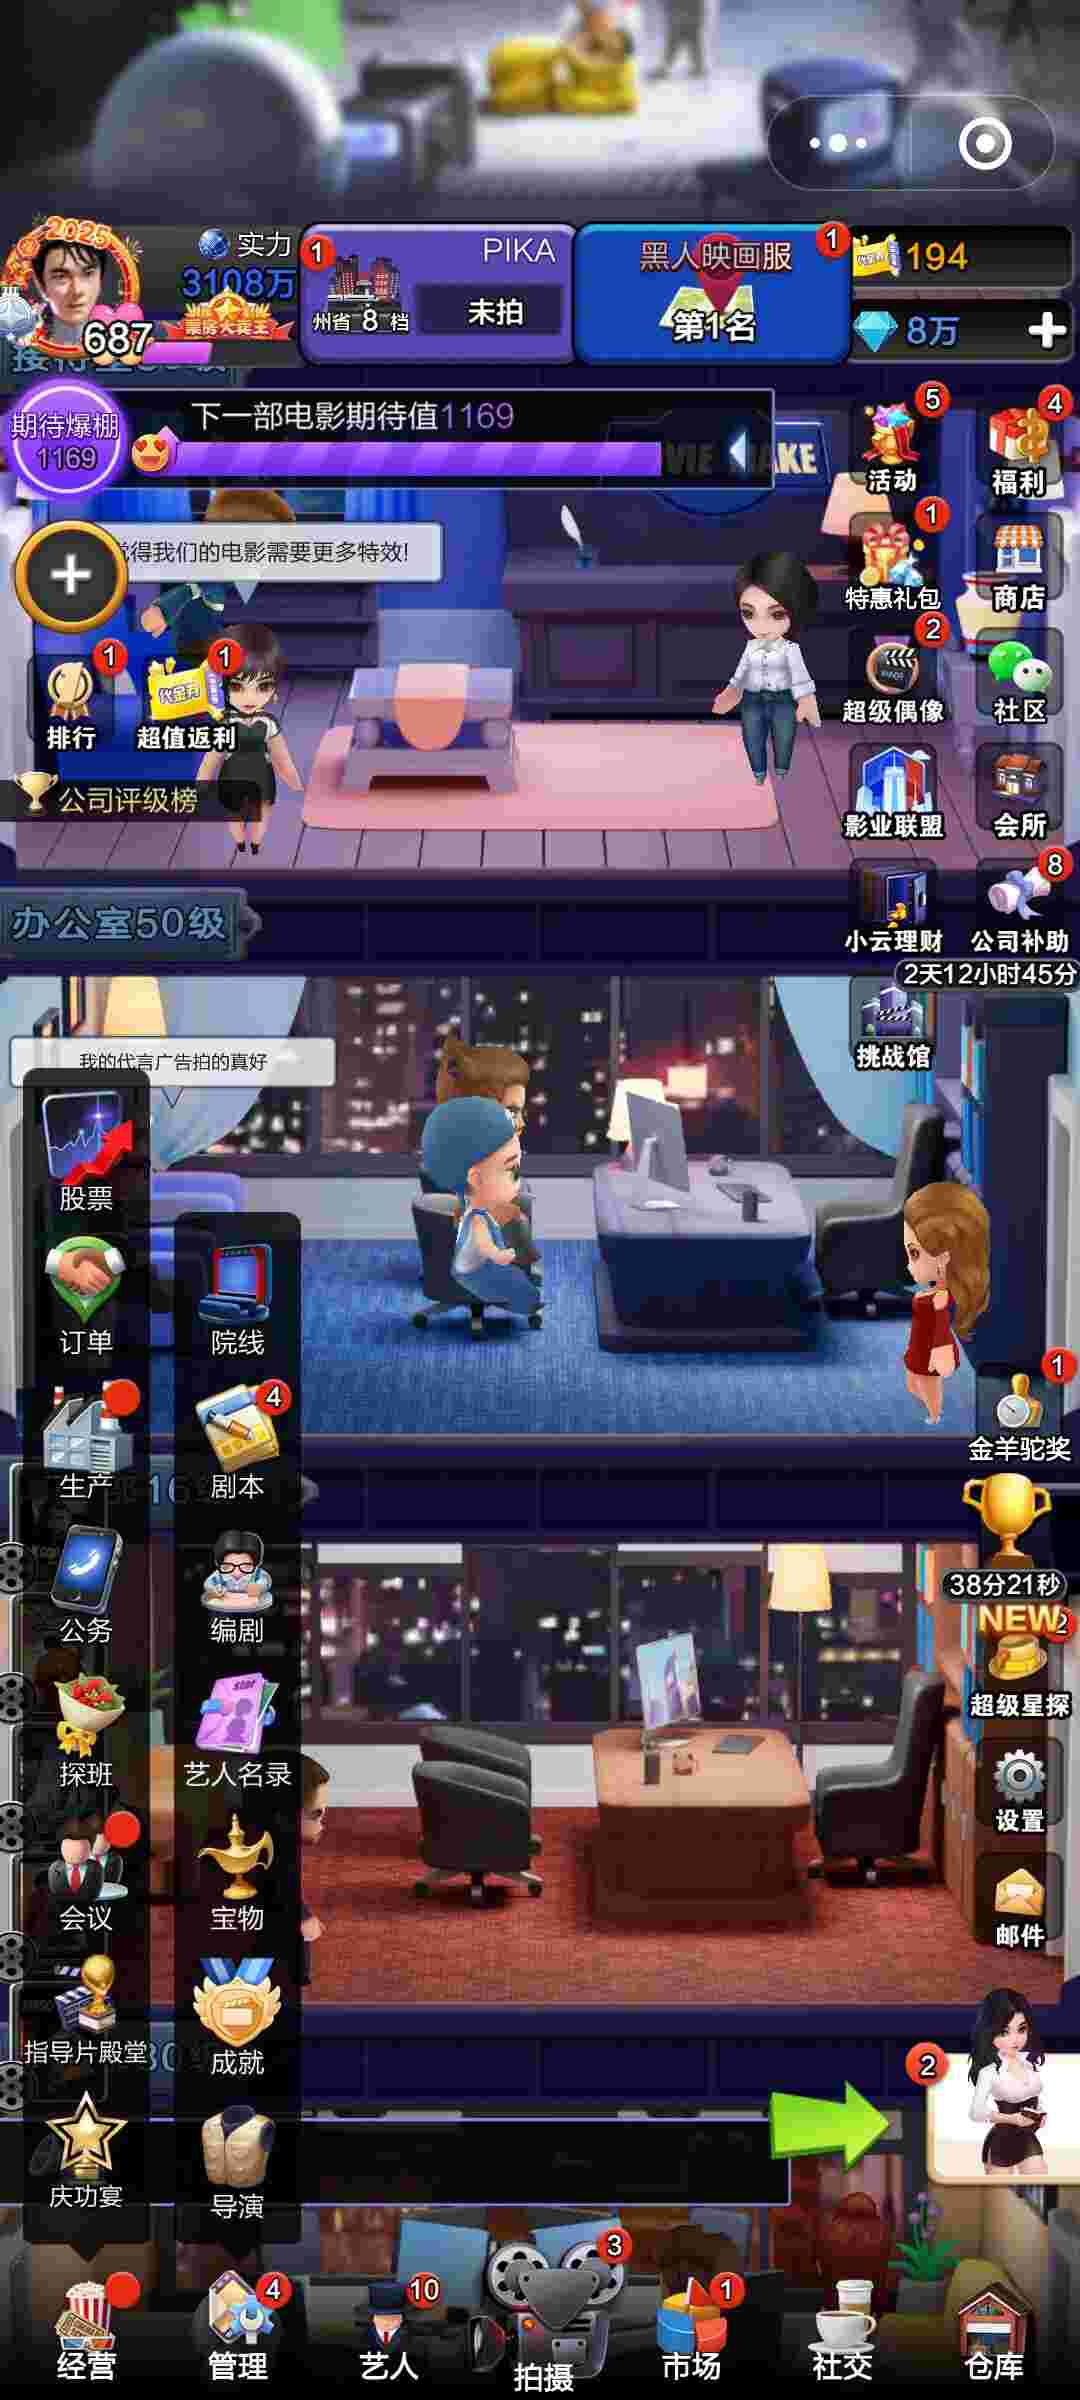 2025
实力
3108万
票房大赢王
687
1
PIKA
州省 8 档
未拍
黑人映画服
1
第1名
代金券
194
8万
期待爆棚
1169
下一部电影期待值1169
5
活动
4
福利
觉得我们的电影需要更多特效!
1
特惠礼包
商店
2
超级偶像
社区
1
排行
1
代金券
超值返利
公司评级榜
影业联盟
会所
8
小云理财
公司补助
2天12小时45分
办公室50级
挑战馆
我的代言广告拍的真好
股票
订单
院线
生产
4
剧本
公务
编剧
探班
艺人名录
会议
宝物
指导片殿堂
成就
庆功宴
导演
1
金羊驼奖
38分21秒
NEW
2
超级星探
设置
邮件
2
经营
4
管理
10
艺人
3
拍摄
1
市场
社交
仓库